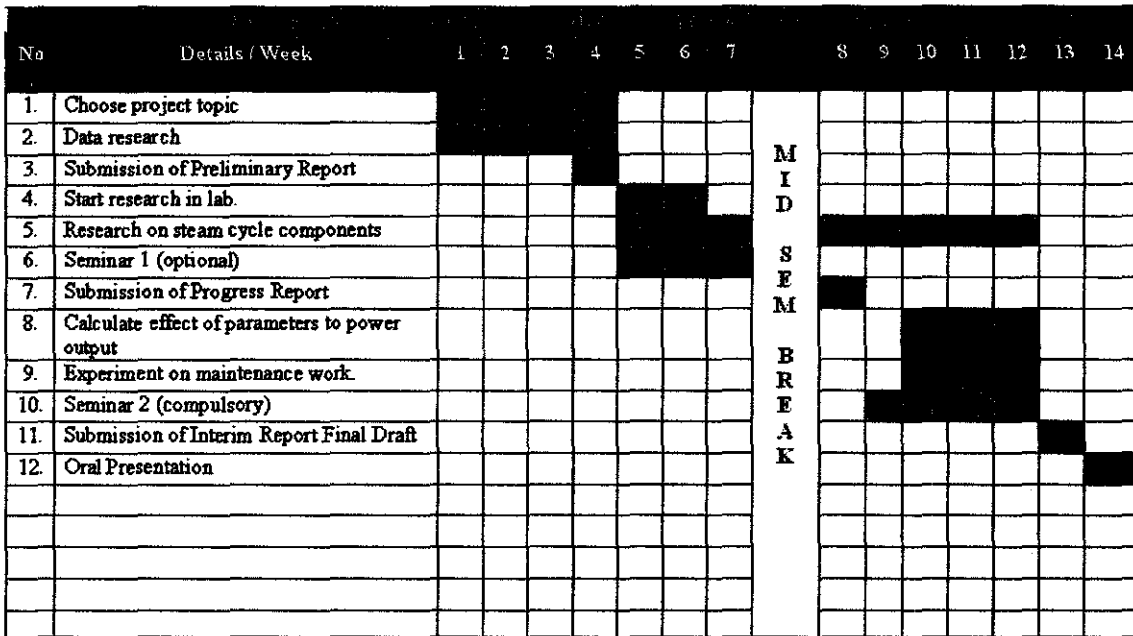 No Details / Week 1 2 3 4 5 6 7 8 9 10 11 12 13 14
1. Choose project topic
2. Data research
3. Submission of Preliminary Report
4. Start research in lab.
5. Research on steam cycle components
6. Seminar 1 (optional)
7. Submission of Progress Report
8. Calculate effect of parameters to power
output
9. Experiment on maintenance work.
10. Seminar 2 (compulsory)
11. Submission of Interim Report Final Draft
12. Oral Presentation
MID SEM BREAK